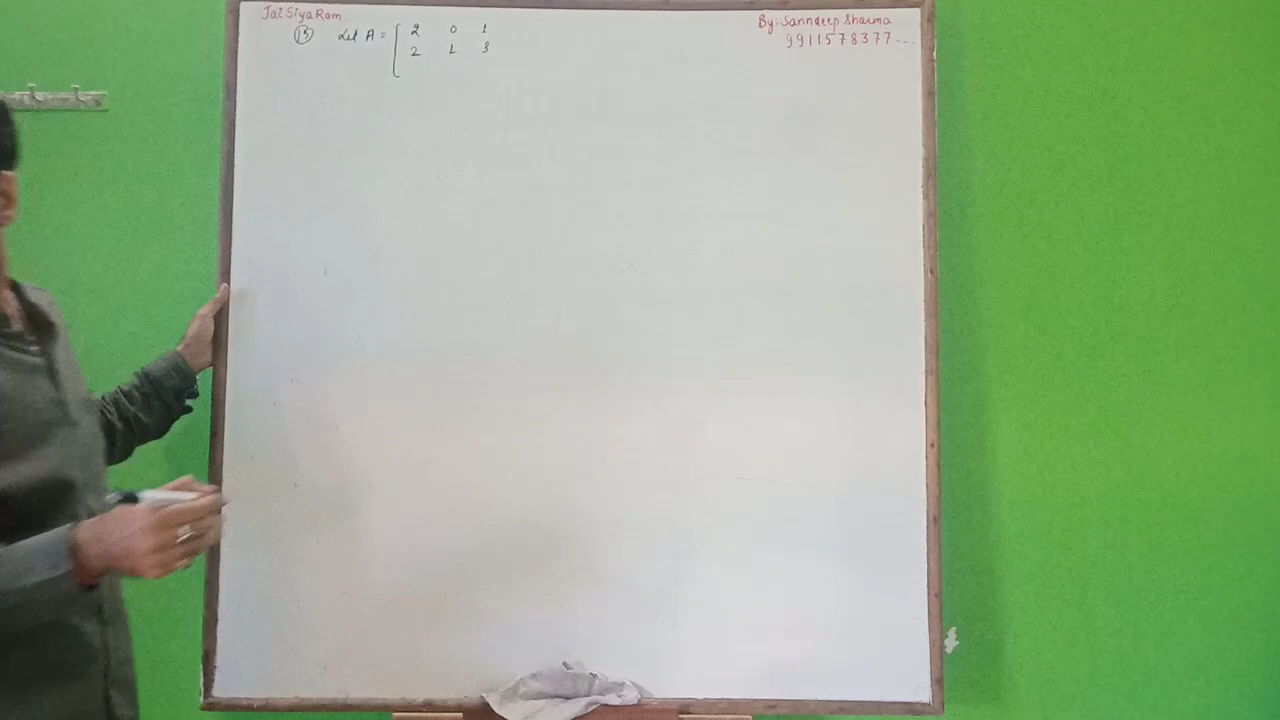 Jai Siya Ram
By:- Sanndeep Sharma
9911578377...
(13) Let A = [ 2 0 1
2 1 3